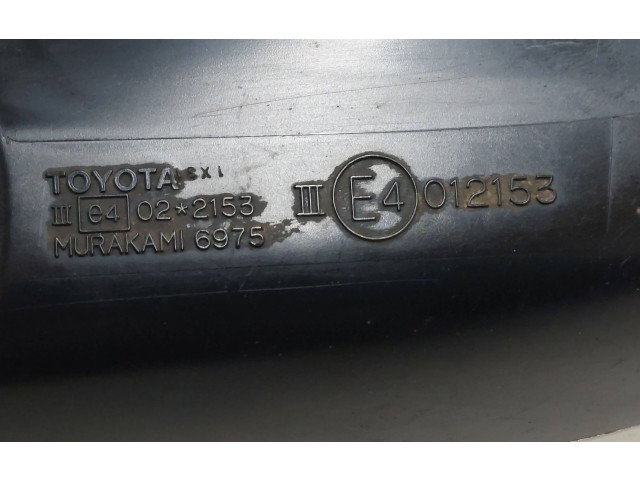 TOYOTA
III e4 02*2153
MURAKAMI 6975
III E4 012153